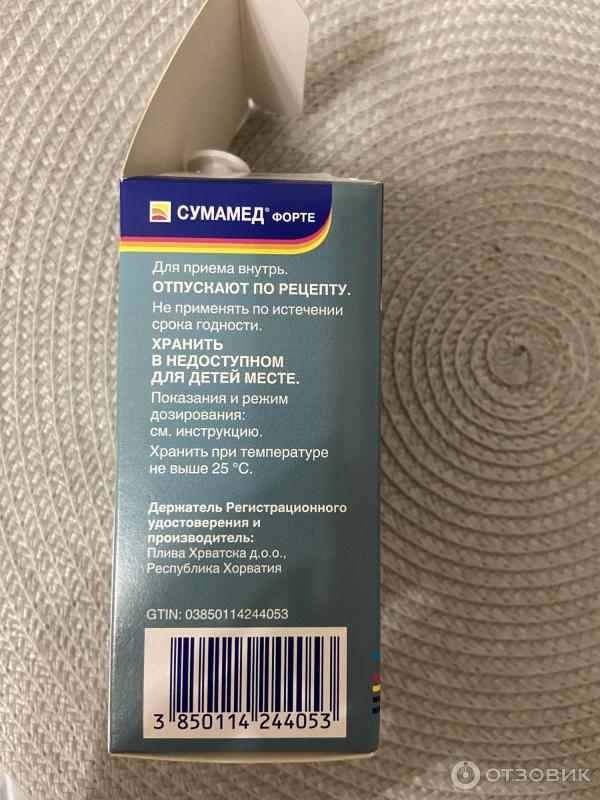 СУМАМЕД® ФОРТЕ
Для приема внутрь.
ОТПУСКАЮТ ПО РЕЦЕПТУ.
Не применять по истечении
срока годности.
ХРАНИТЬ
В НЕДОСТУПНОМ
ДЛЯ ДЕТЕЙ МЕСТЕ.
Показания и режим
дозирования:
см. инструкцию.
Хранить при температуре
не выше 25 °C.
Держатель Регистрационного
удостоверения и
производитель:
Плива Хрватска д.о.о.,
Республика Хорватия
GTIN: 03850114244053
3 850114 244053
ОТЗОВИК